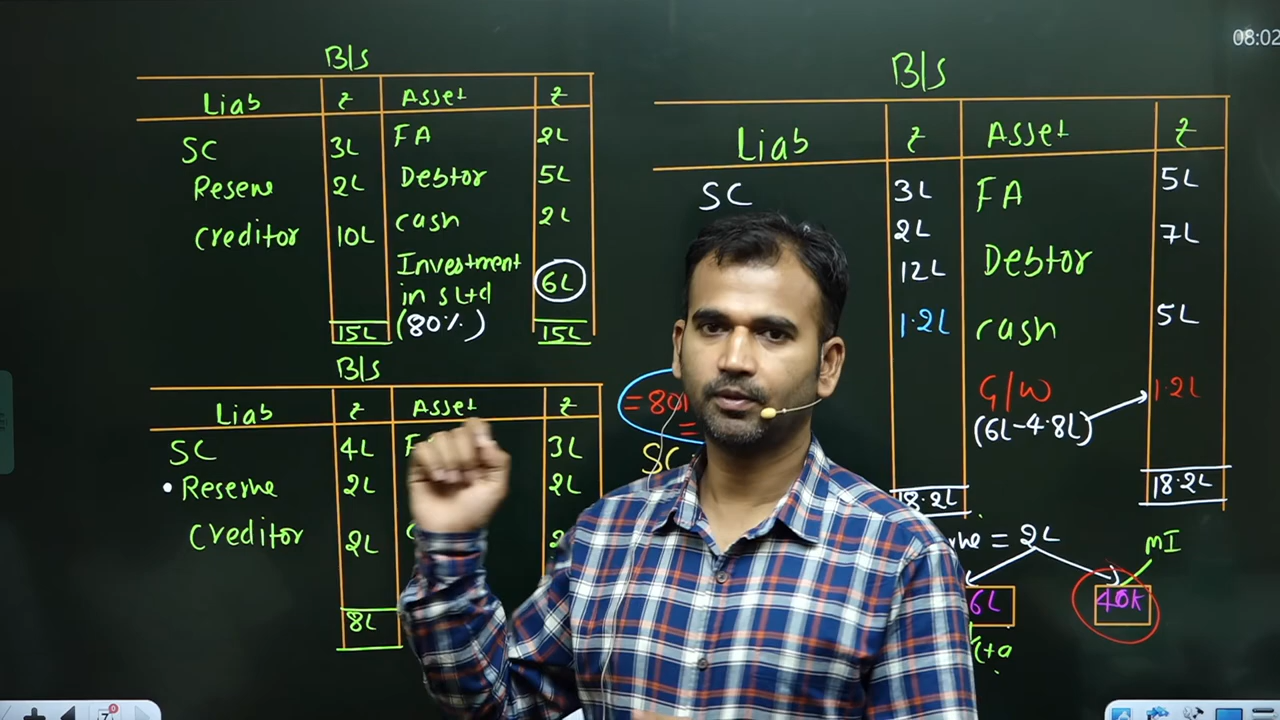 08:02
B/S
Liab ₹ Asset ₹
SC 3L FA 2L
Reserve 2L Debtor 5L
Creditor 10L cash 2L
Investment
in S Ltd 6L
15L (80%) 15L
B/S
Liab ₹ Asset ₹
SC 4L 3L
Reserve 2L 2L
Creditor 2L
8L
B/S
Liab ₹ Asset ₹
SC 3L FA 5L
2L 7L
12L Debtor
1.2L cash 5L
G/W 1.2L
(6L-4.8L)
18.2L 18.2L
= 80
=
SC
= 2L MI
6L 40K